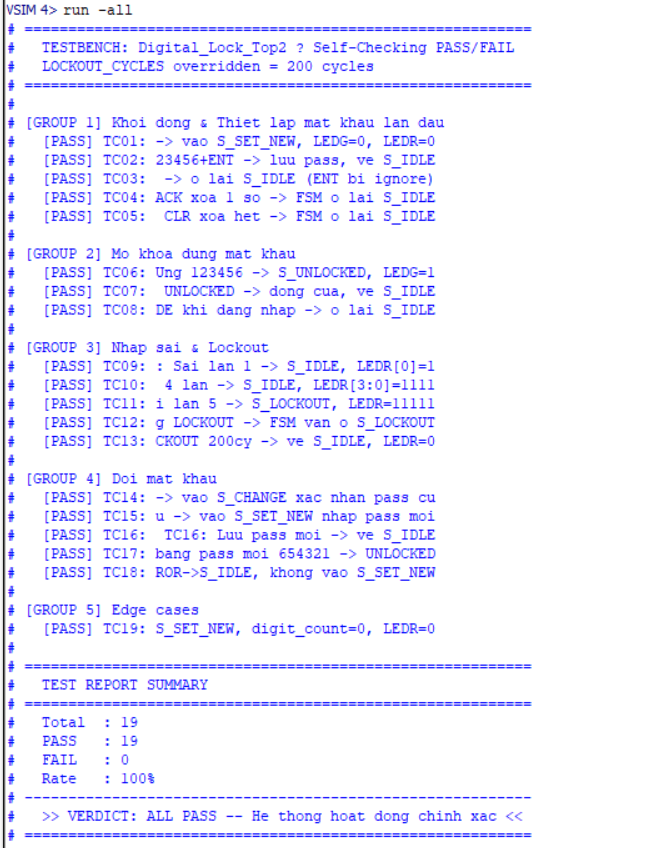 VSIM 4> run -all
# ======================================================
#   TESTBENCH: Digital_Lock_Top2 ? Self-Checking PASS/FAIL
#   LOCKOUT_CYCLES overridden = 200 cycles
# ======================================================
#
# [GROUP 1] Khoi dong & Thiet lap mat khau lan dau
#   [PASS] TC01: -> vao S_SET_NEW, LEDG=0, LEDR=0
#   [PASS] TC02: 23456+ENT -> luu pass, ve S_IDLE
#   [PASS] TC03:  -> o lai S_IDLE (ENT bi ignore)
#   [PASS] TC04: ACK xoa 1 so -> FSM o lai S_IDLE
#   [PASS] TC05:  CLR xoa het -> FSM o lai S_IDLE
#
# [GROUP 2] Mo khoa dung mat khau
#   [PASS] TC06: Ung 123456 -> S_UNLOCKED, LEDG=1
#   [PASS] TC07:  UNLOCKED -> dong cua, ve S_IDLE
#   [PASS] TC08: DE khi dang nhap -> o lai S_IDLE
#
# [GROUP 3] Nhap sai & Lockout
#   [PASS] TC09: : Sai lan 1 -> S_IDLE, LEDR[0]=1
#   [PASS] TC10:  4 lan -> S_IDLE, LEDR[3:0]=1111
#   [PASS] TC11: i lan 5 -> S_LOCKOUT, LEDR=11111
#   [PASS] TC12: g LOCKOUT -> FSM van o S_LOCKOUT
#   [PASS] TC13: CKOUT 200cy -> ve S_IDLE, LEDR=0
#
# [GROUP 4] Doi mat khau
#   [PASS] TC14: -> vao S_CHANGE xac nhan pass cu
#   [PASS] TC15: u -> vao S_SET_NEW nhap pass moi
#   [PASS] TC16:  TC16: Luu pass moi -> ve S_IDLE
#   [PASS] TC17: bang pass moi 654321 -> UNLOCKED
#   [PASS] TC18: ROR->S_IDLE, khong vao S_SET_NEW
#
# [GROUP 5] Edge cases
#   [PASS] TC19: S_SET_NEW, digit_count=0, LEDR=0
#
# ======================================================
#   TEST REPORT SUMMARY
# ======================================================
#   Total  : 19
#   PASS   : 19
#   FAIL   : 0
#   Rate   : 100%
# ------------------------------------------------------
#   >> VERDICT: ALL PASS -- He thong hoat dong chinh xac <<
# ======================================================